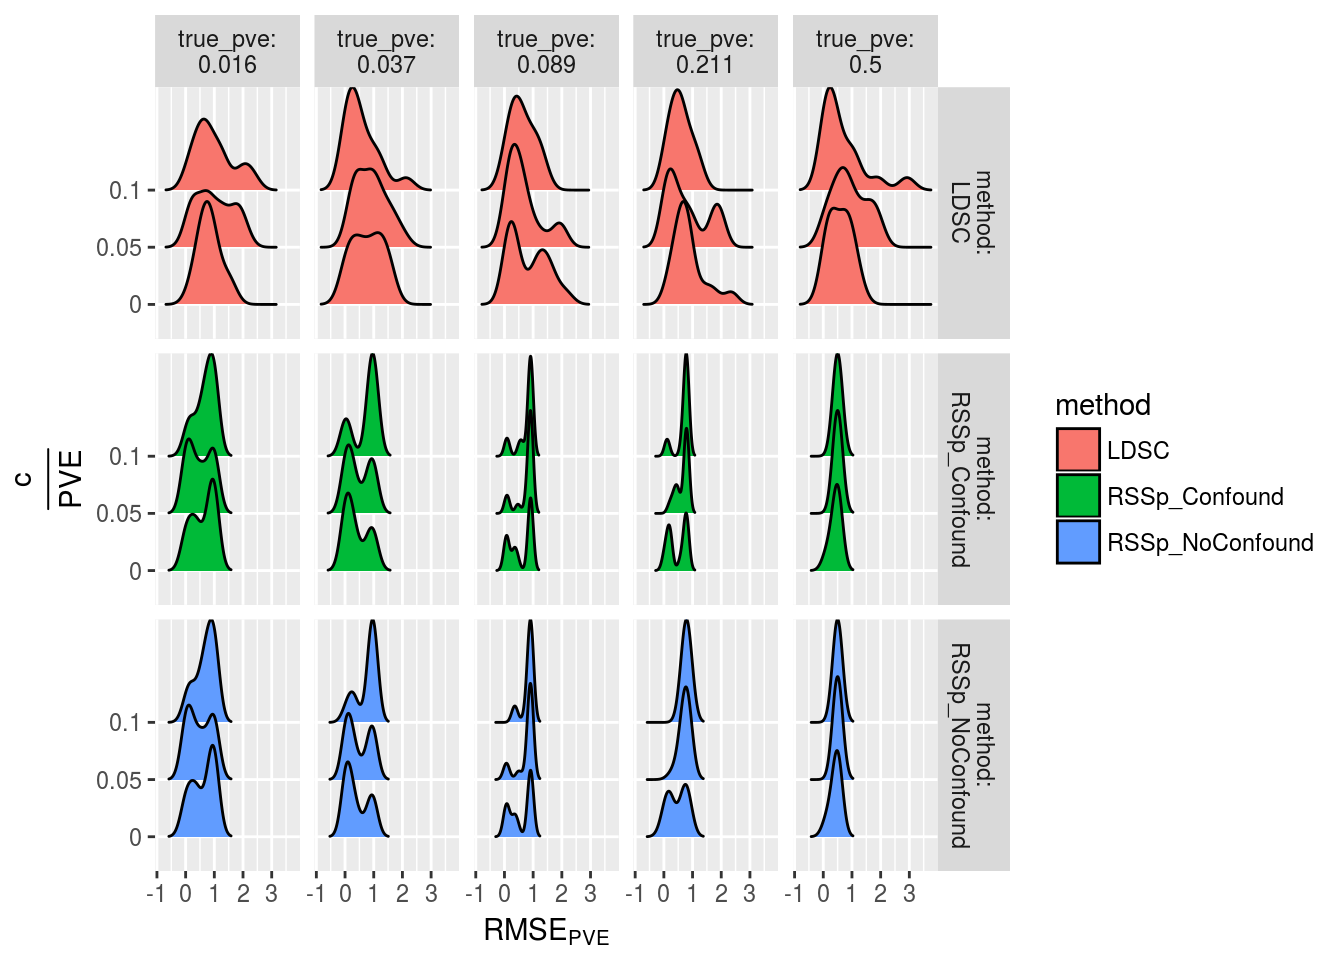 true_pve:
0.016
true_pve:
0.037
true_pve:
0.089
true_pve:
0.211
true_pve:
0.5
0.1
0.05
0
method:
LDSC
0.1
0.05
0
method:
RSSp_Confound
0.1
0.05
0
method:
RSSp_NoConfound
c
PVE
-1 0 1 2 3
-1 0 1 2 3
-1 0 1 2 3
-1 0 1 2 3
-1 0 1 2 3
RMSE_PVE
method
LDSC
RSSp_Confound
RSSp_NoConfound